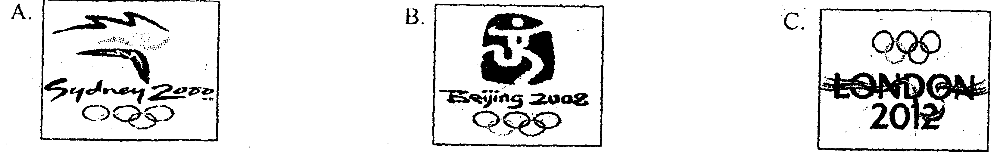 A.
Sydney 2000
B.
Beijing 2008
C.
LONDON
2012